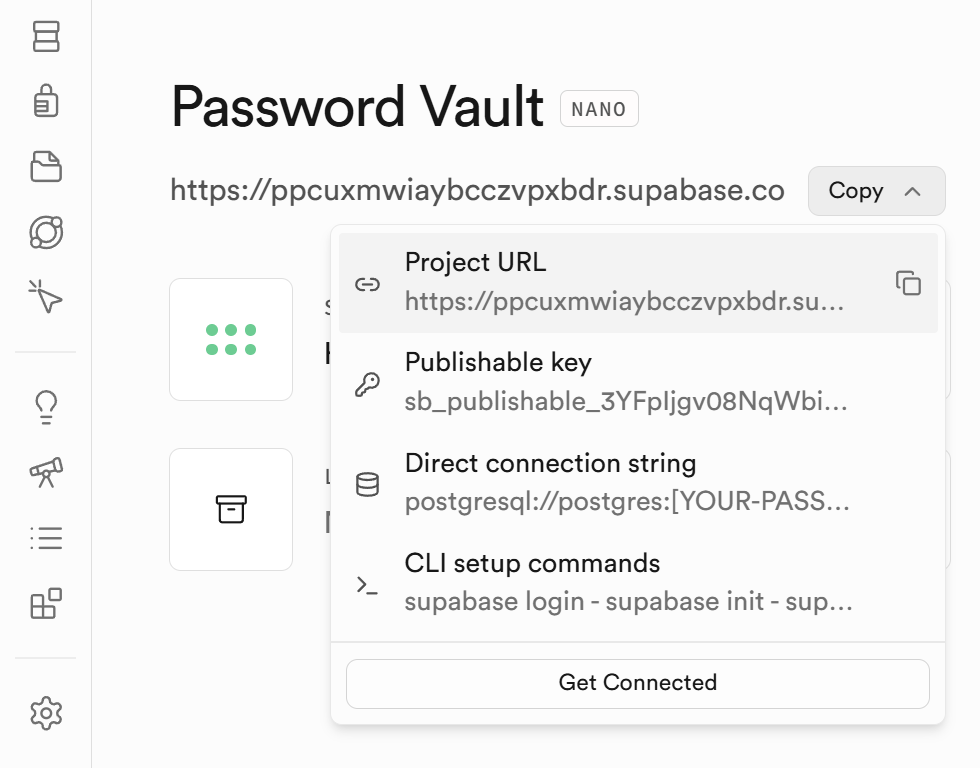 Password Vault NANO
https://ppcuxmwiaybcczvpxbdr.supabase.co Copy
Project URL
https://ppcuxmwiaybcczvpxbdr.su...
Publishable key
sb_publishable_3YFpIjgv08NqWbi...
Direct connection string
postgresql://postgres:[YOUR-PASS...
CLI setup commands
supabase login - supabase init - sup...
Get Connected